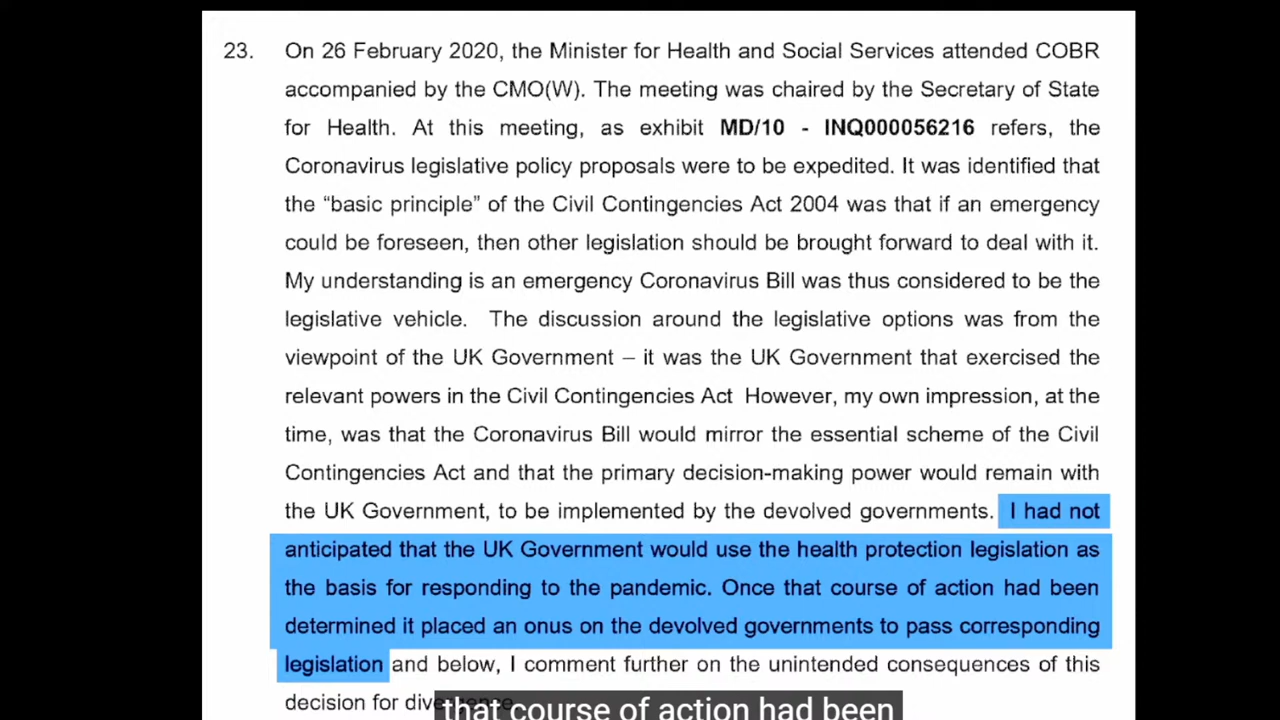 23. On 26 February 2020, the Minister for Health and Social Services attended COBR
accompanied by the CMO(W). The meeting was chaired by the Secretary of State
for Health. At this meeting, as exhibit MD/10 - INQ000056216 refers, the
Coronavirus legislative policy proposals were to be expedited. It was identified that
the “basic principle” of the Civil Contingencies Act 2004 was that if an emergency
could be foreseen, then other legislation should be brought forward to deal with it.
My understanding is an emergency Coronavirus Bill was thus considered to be the
legislative vehicle. The discussion around the legislative options was from the
viewpoint of the UK Government – it was the UK Government that exercised the
relevant powers in the Civil Contingencies Act However, my own impression, at the
time, was that the Coronavirus Bill would mirror the essential scheme of the Civil
Contingencies Act and that the primary decision-making power would remain with
the UK Government, to be implemented by the devolved governments. I had not
anticipated that the UK Government would use the health protection legislation as
the basis for responding to the pandemic. Once that course of action had been
determined it placed an onus on the devolved governments to pass corresponding
legislation and below, I comment further on the unintended consequences of this
decision for
that course of action had been